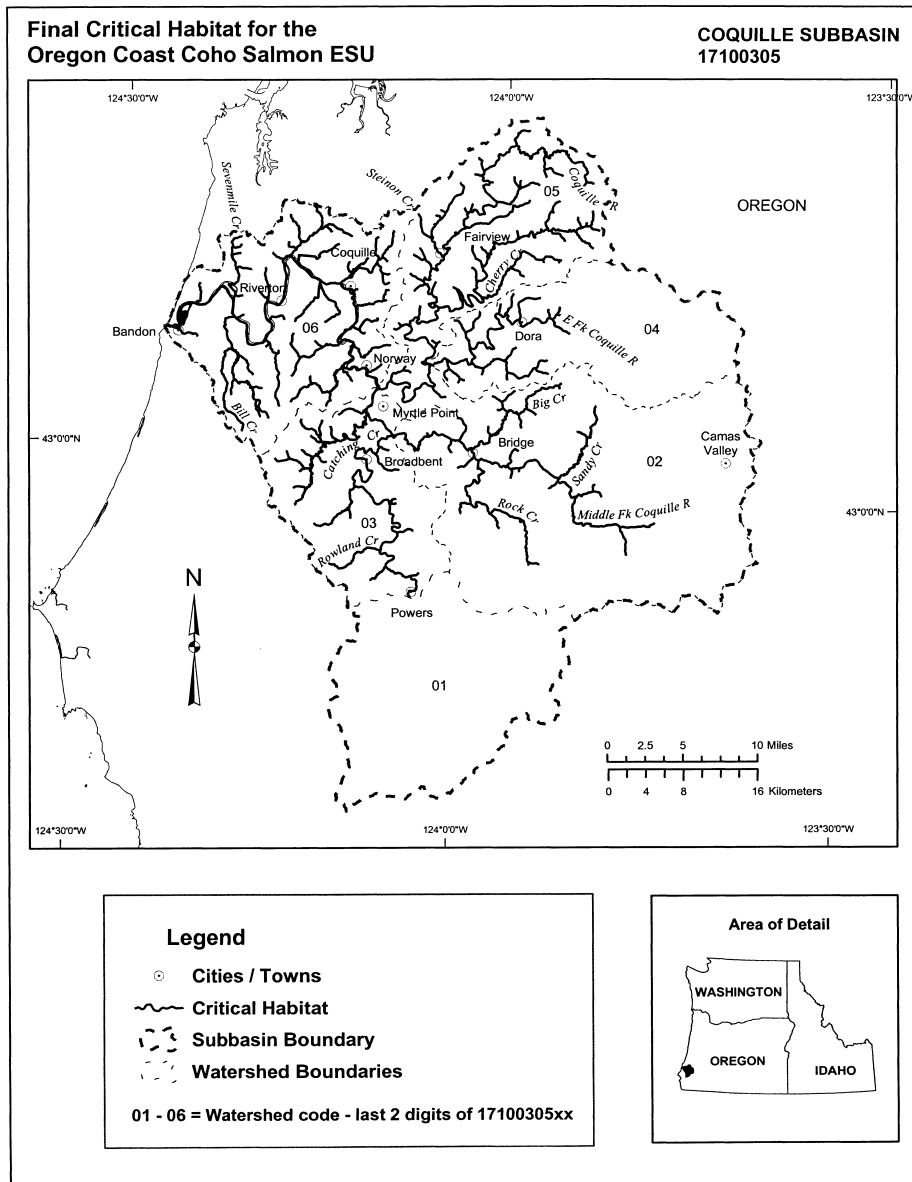 Final Critical Habitat for the
Oregon Coast Coho Salmon ESU
COQUILLE SUBBASIN
17100305
124°30'0"W
124°0'0"W
123°3
Sevenmile Cr
Steinon Cr
05
Coquille R
OREGON
Fairview
Coquille
Cherry Cr
Riverton
06
04
Bandon
Dora
E Fk Coquille R
Norway
Big Cr
Myrtle Point
Bill Cr
43°0'0"N
Catching Cr
Bridge
Camas
Valley
Broadbent
Sandy Cr
02
Rock Cr
Middle Fk Coquille R
43°0'0"N
03
Rowland Cr
N
Powers
01
0 2.5 5 10 Miles
0 4 8 16 Kilometers
124°30'0"W
124°0'0"W
123°30'0"W
Legend
Cities / Towns
Critical Habitat
Subbasin Boundary
Watershed Boundaries
01 - 06 = Watershed code - last 2 digits of 17100305xx
Area of Detail
WASHINGTON
OREGON
IDAHO